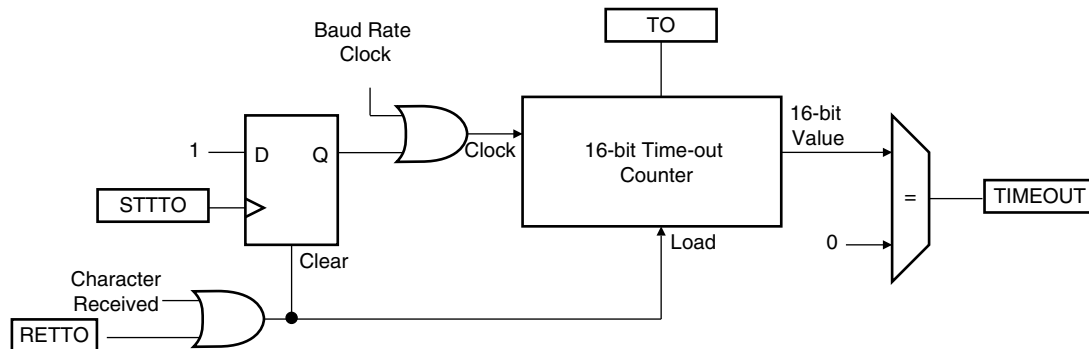 TO
Baud Rate
Clock
16-bit
Value
1
D
Q
Clock
16-bit Time-out
Counter
STTTO
=
TIMEOUT
Clear
Load
0
Character
Received
RETTO